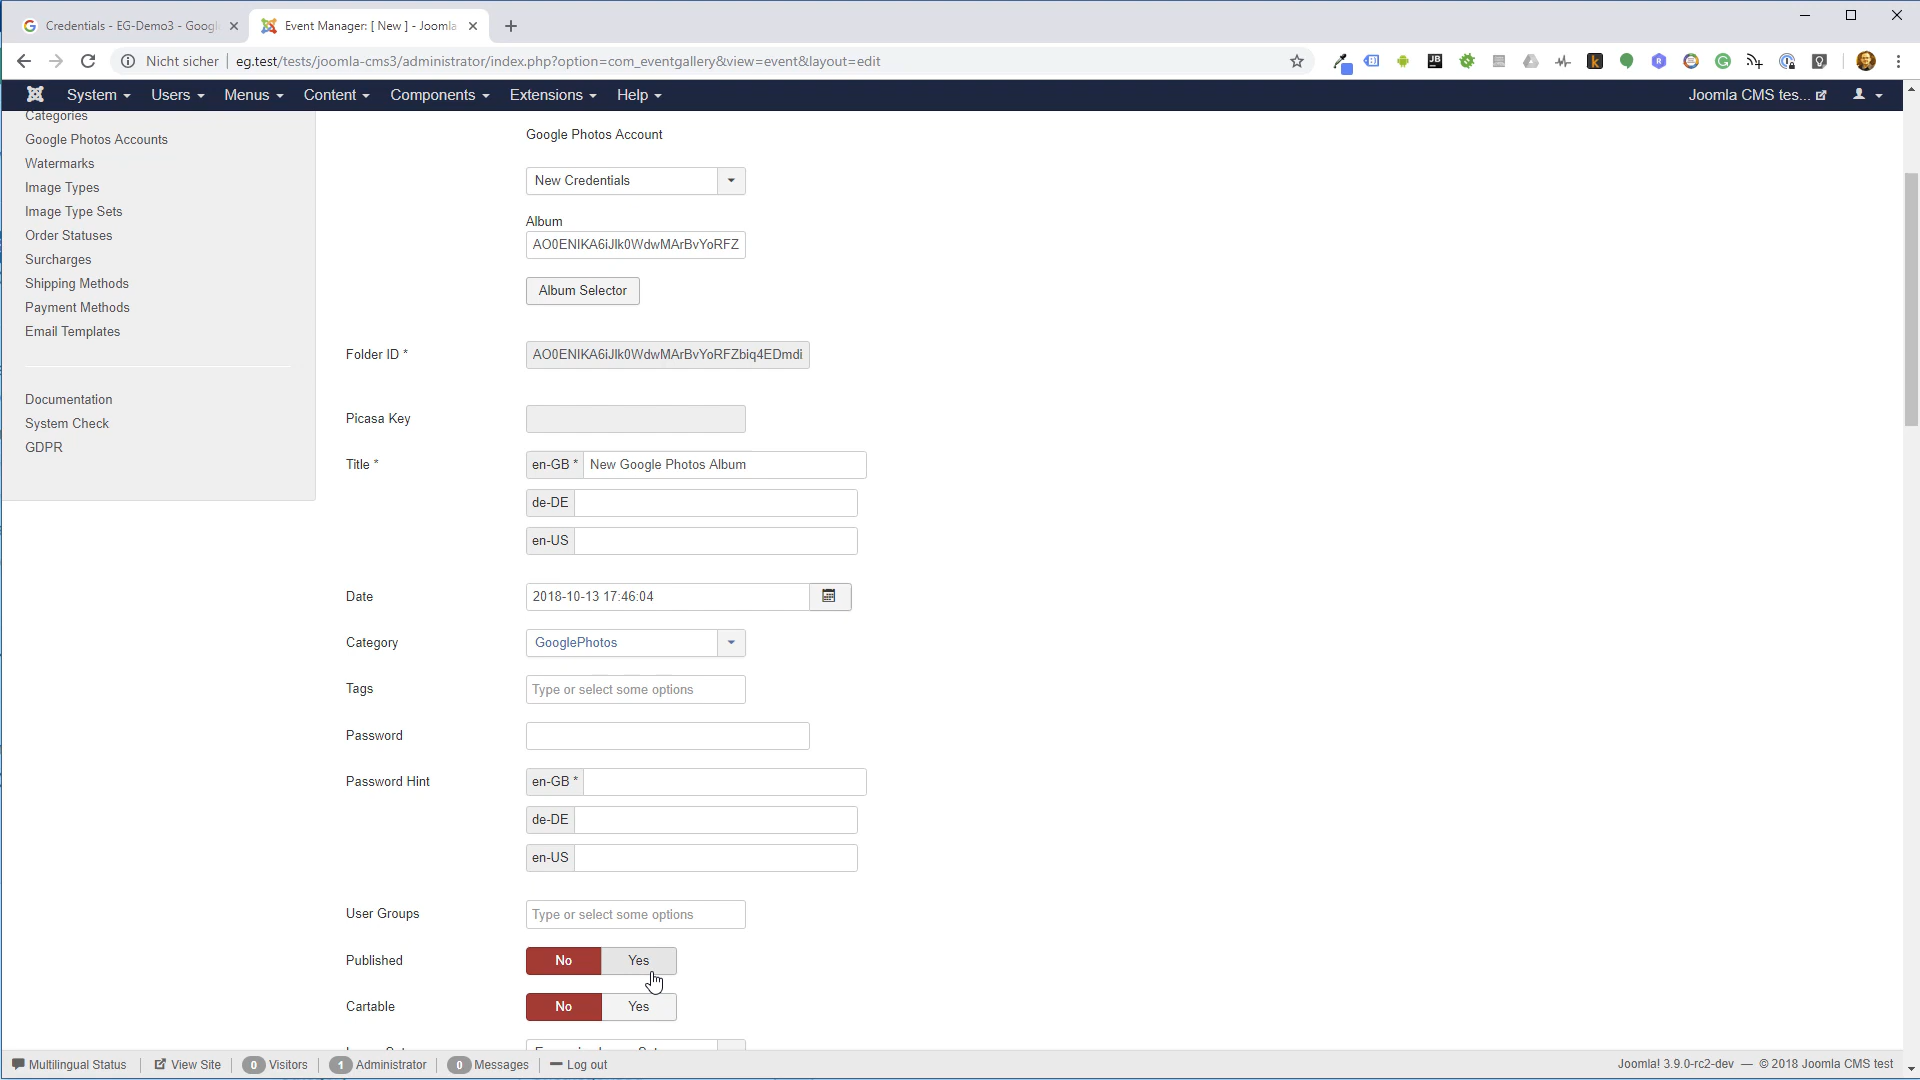 Credentials - EG-Demo3 - Googl
Event Manager: [ New ] - Joomla
Nicht sicher
eg.test/tests/joomla-cms3/administrator/index.php?option=com_eventgallery&view=event&layout=edit
System
Users
Menus
Content
Components
Extensions
Help
Joomla CMS tes...
Categories
Google Photos Accounts
Watermarks
Image Types
Image Type Sets
Order Statuses
Surcharges
Shipping Methods
Payment Methods
Email Templates
Documentation
System Check
GDPR
Google Photos Account
New Credentials
Album
AO0ENIKA6iJlk0WdwMArBvYoRFZ
Album Selector
Folder ID *
AO0ENIKA6iJlk0WdwMArBvYoRFZbiq4EDmdi
Picasa Key
Title *
en-GB * New Google Photos Album
de-DE
en-US
Date
2018-10-13 17:46:04
Category
GooglePhotos
Tags
Type or select some options
Password
Password Hint
en-GB *
de-DE
en-US
User Groups
Type or select some options
Published
No Yes
Cartable
No Yes
Multilingual Status
View Site
0 Visitors
1 Administrator
0 Messages
Log out
Joomla! 3.9.0-rc2-dev — © 2018 Joomla CMS test